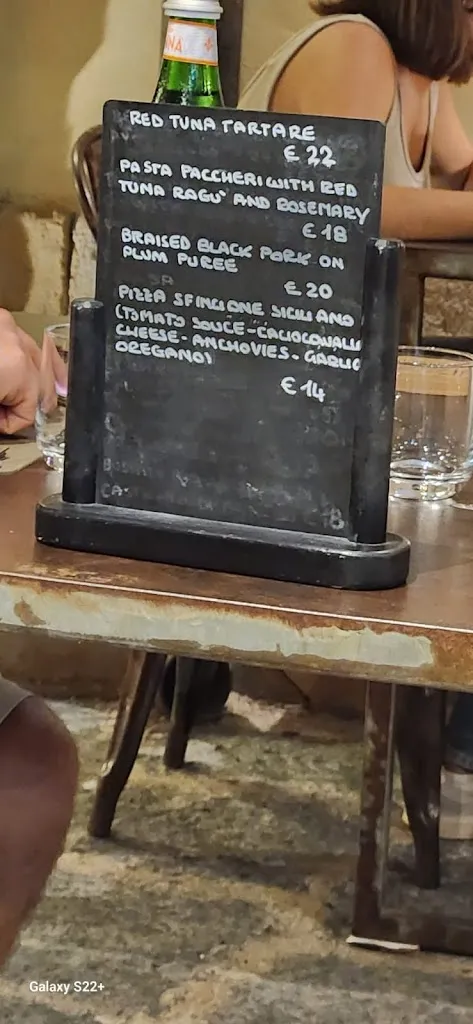 NA
RED TUNA TARTARE
€ 22
PASTA PACCHERI WITH RED
TUNA RAGU' AND ROSEMARY
€ 18
BRAISED BLACK PORK ON
PLUM PUREE
€ 20
PIZZA SFINCIONE SICILIANO
(TOMATO SOUCE - CACIOCAVALLO
CHEESE - ANCHOVIES - GARLIC
OREGANO)
€ 14
Galaxy S22+